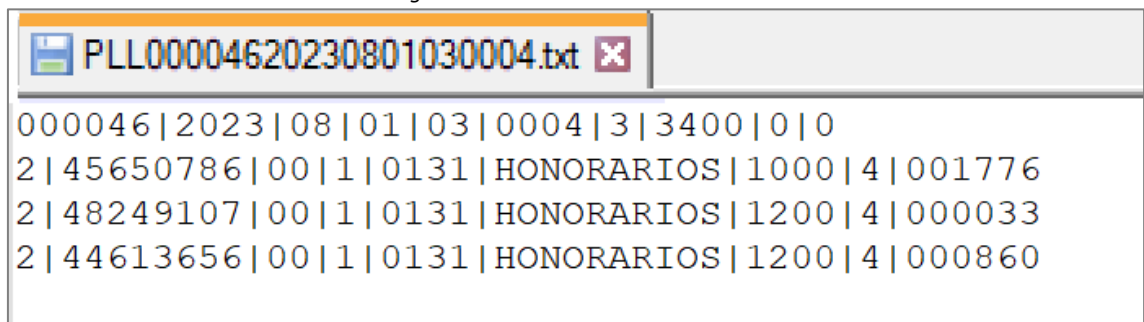 PLL00004620230801030004.txt
000046|2023|08|01|03|0004|3|3400|0|0
2|45650786|00|1|0131|HONORARIOS|1000|4|001776
2|48249107|00|1|0131|HONORARIOS|1200|4|000033
2|44613656|00|1|0131|HONORARIOS|1200|4|000860